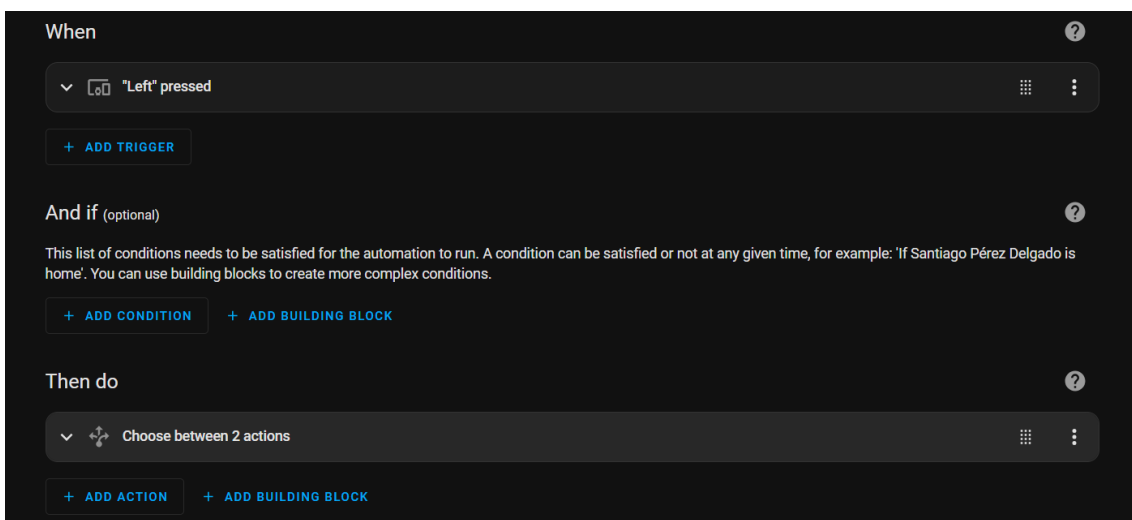 When
"Left" pressed
+ ADD TRIGGER
And if (optional)
This list of conditions needs to be satisfied for the automation to run. A condition can be satisfied or not at any given time, for example: 'If Santiago Pérez Delgado is
home'. You can use building blocks to create more complex conditions.
+ ADD CONDITION + ADD BUILDING BLOCK
Then do
Choose between 2 actions
+ ADD ACTION + ADD BUILDING BLOCK